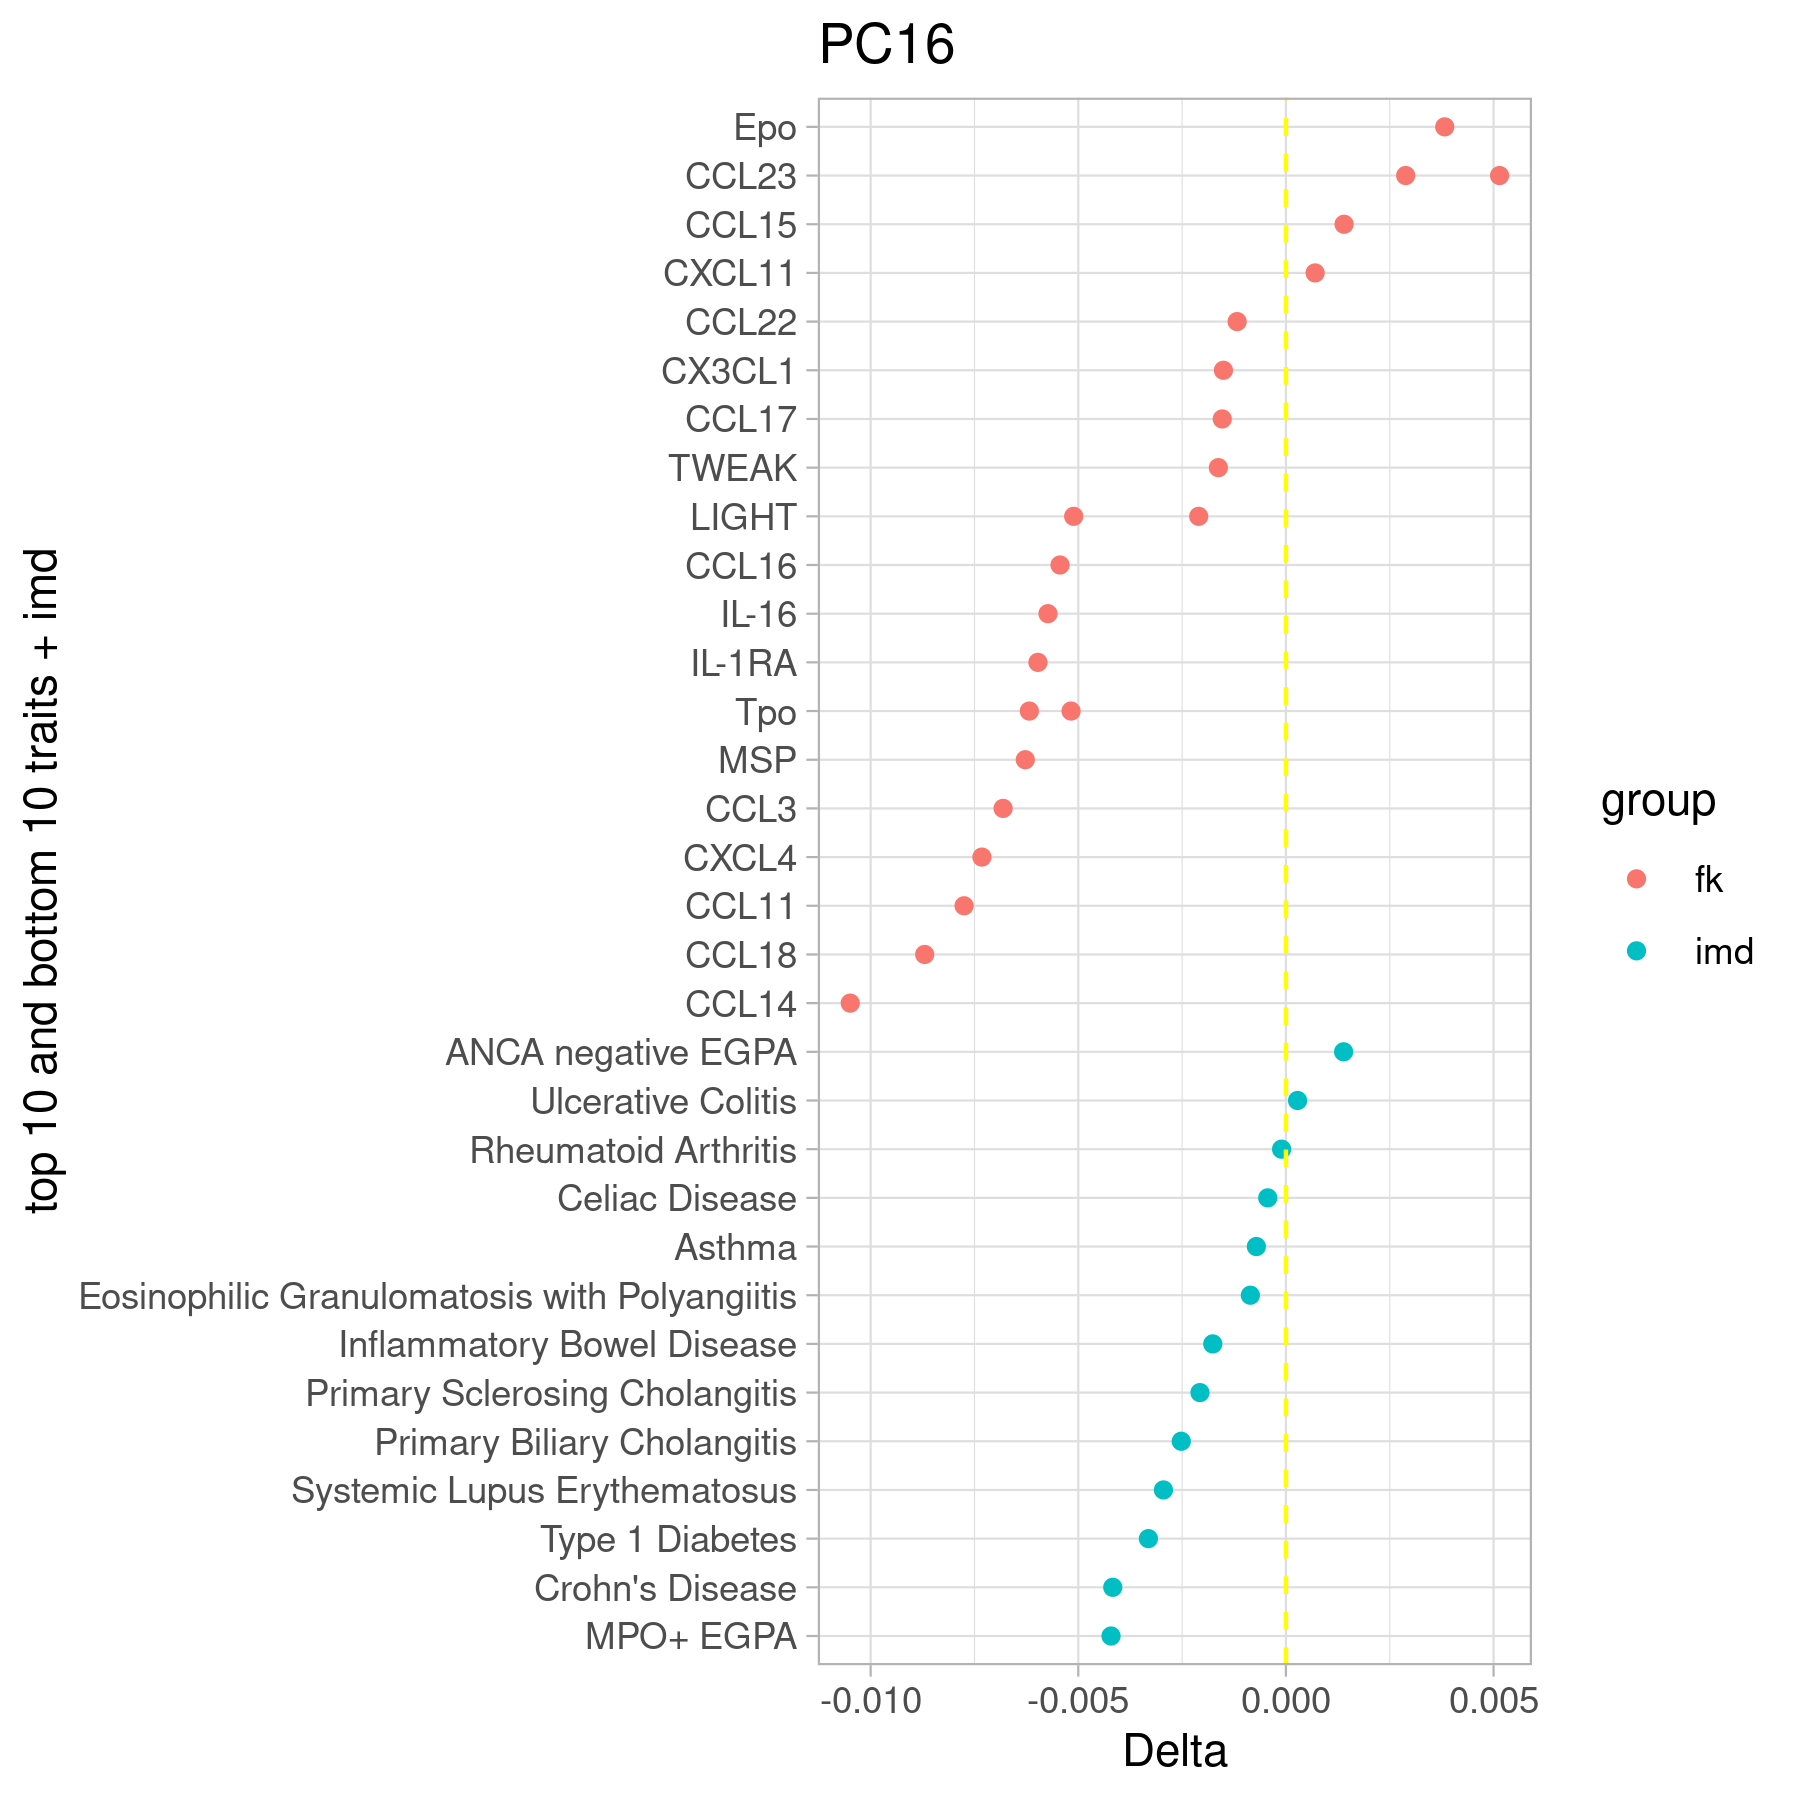 PC16
Epo
CCL23
CCL15
CXCL11
CCL22
CX3CL1
CCL17
TWEAK
LIGHT
CCL16
IL-16
IL-1RA
Tpo
MSP
CCL3
CXCL4
CCL11
CCL18
CCL14
ANCA negative EGPA
Ulcerative Colitis
Rheumatoid Arthritis
Celiac Disease
Asthma
Eosinophilic Granulomatosis with Polyangiitis
Inflammatory Bowel Disease
Primary Sclerosing Cholangitis
Primary Biliary Cholangitis
Systemic Lupus Erythematosus
Type 1 Diabetes
Crohn's Disease
MPO+ EGPA
top 10 and bottom 10 traits + imd
-0.010 -0.005 0.000 0.005
Delta
group
fk
imd